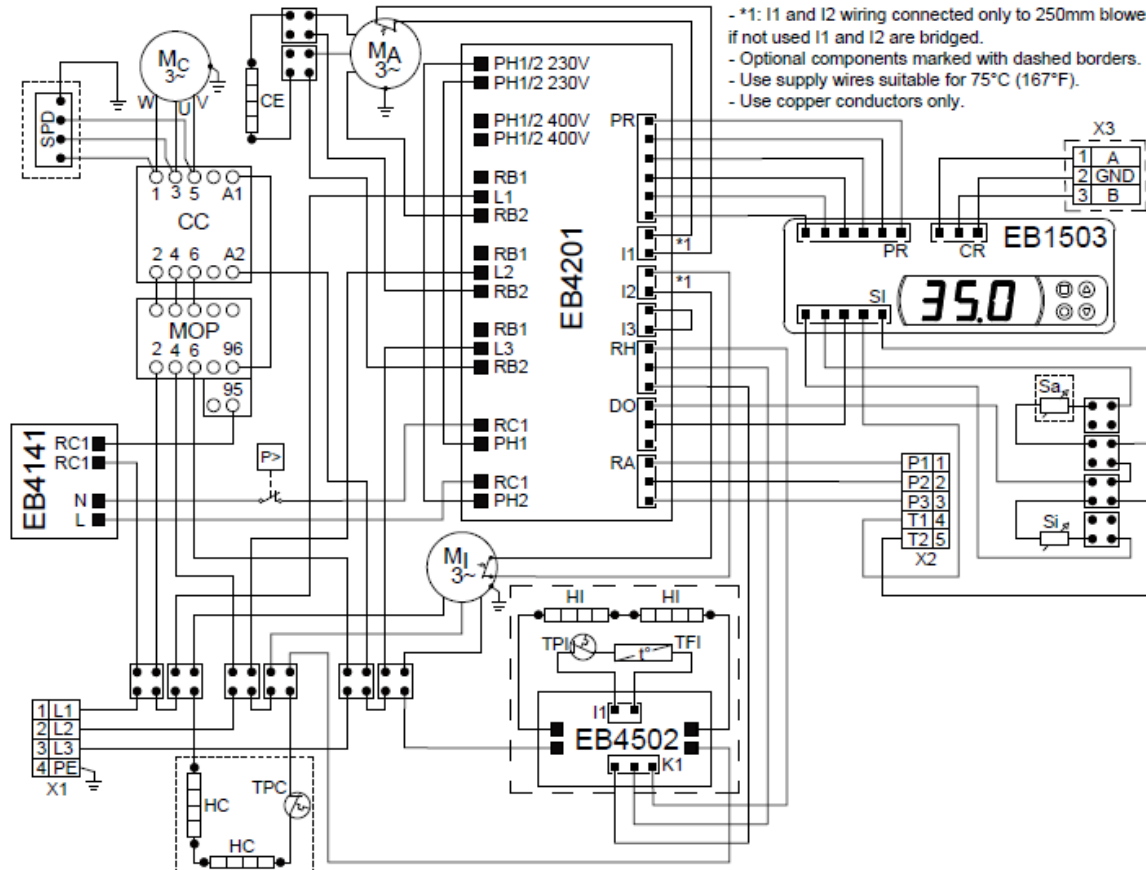 - *1: I1 and I2 wiring connected only to 250mm blowe
if not used I1 and I2 are bridged.
- Optional components marked with dashed borders.
- Use supply wires suitable for 75°C (167°F).
- Use copper conductors only.
MC
3~
W
U
V
SPD
CE
MA
3~
1 3 5 A1
CC
2 4 6 A2
MOP
2 4 6 96
95
EB4141
RC1
RC1
N
L
P>
EB4201
PH1/2 230V
PH1/2 230V
PH1/2 400V
PH1/2 400V
RB1
L1
RB2
RB1
L2
RB2
RB1
L3
RB2
RC1
PH1
RC1
PH2
PR
I1
*1
I2
*1
I3
RH
DO
RA
X3
1 A
2 GND
3 B
EB1503
PR
CR
SI
35.0
Sa
Si
P1 1
P2 2
P3 3
T1 4
T2 5
X2
MI
3~
HI
HI
TPI
t°
TFI
I1
EB4502
K1
1 L1
2 L2
3 L3
4 PE
X1
HC
TPC
HC